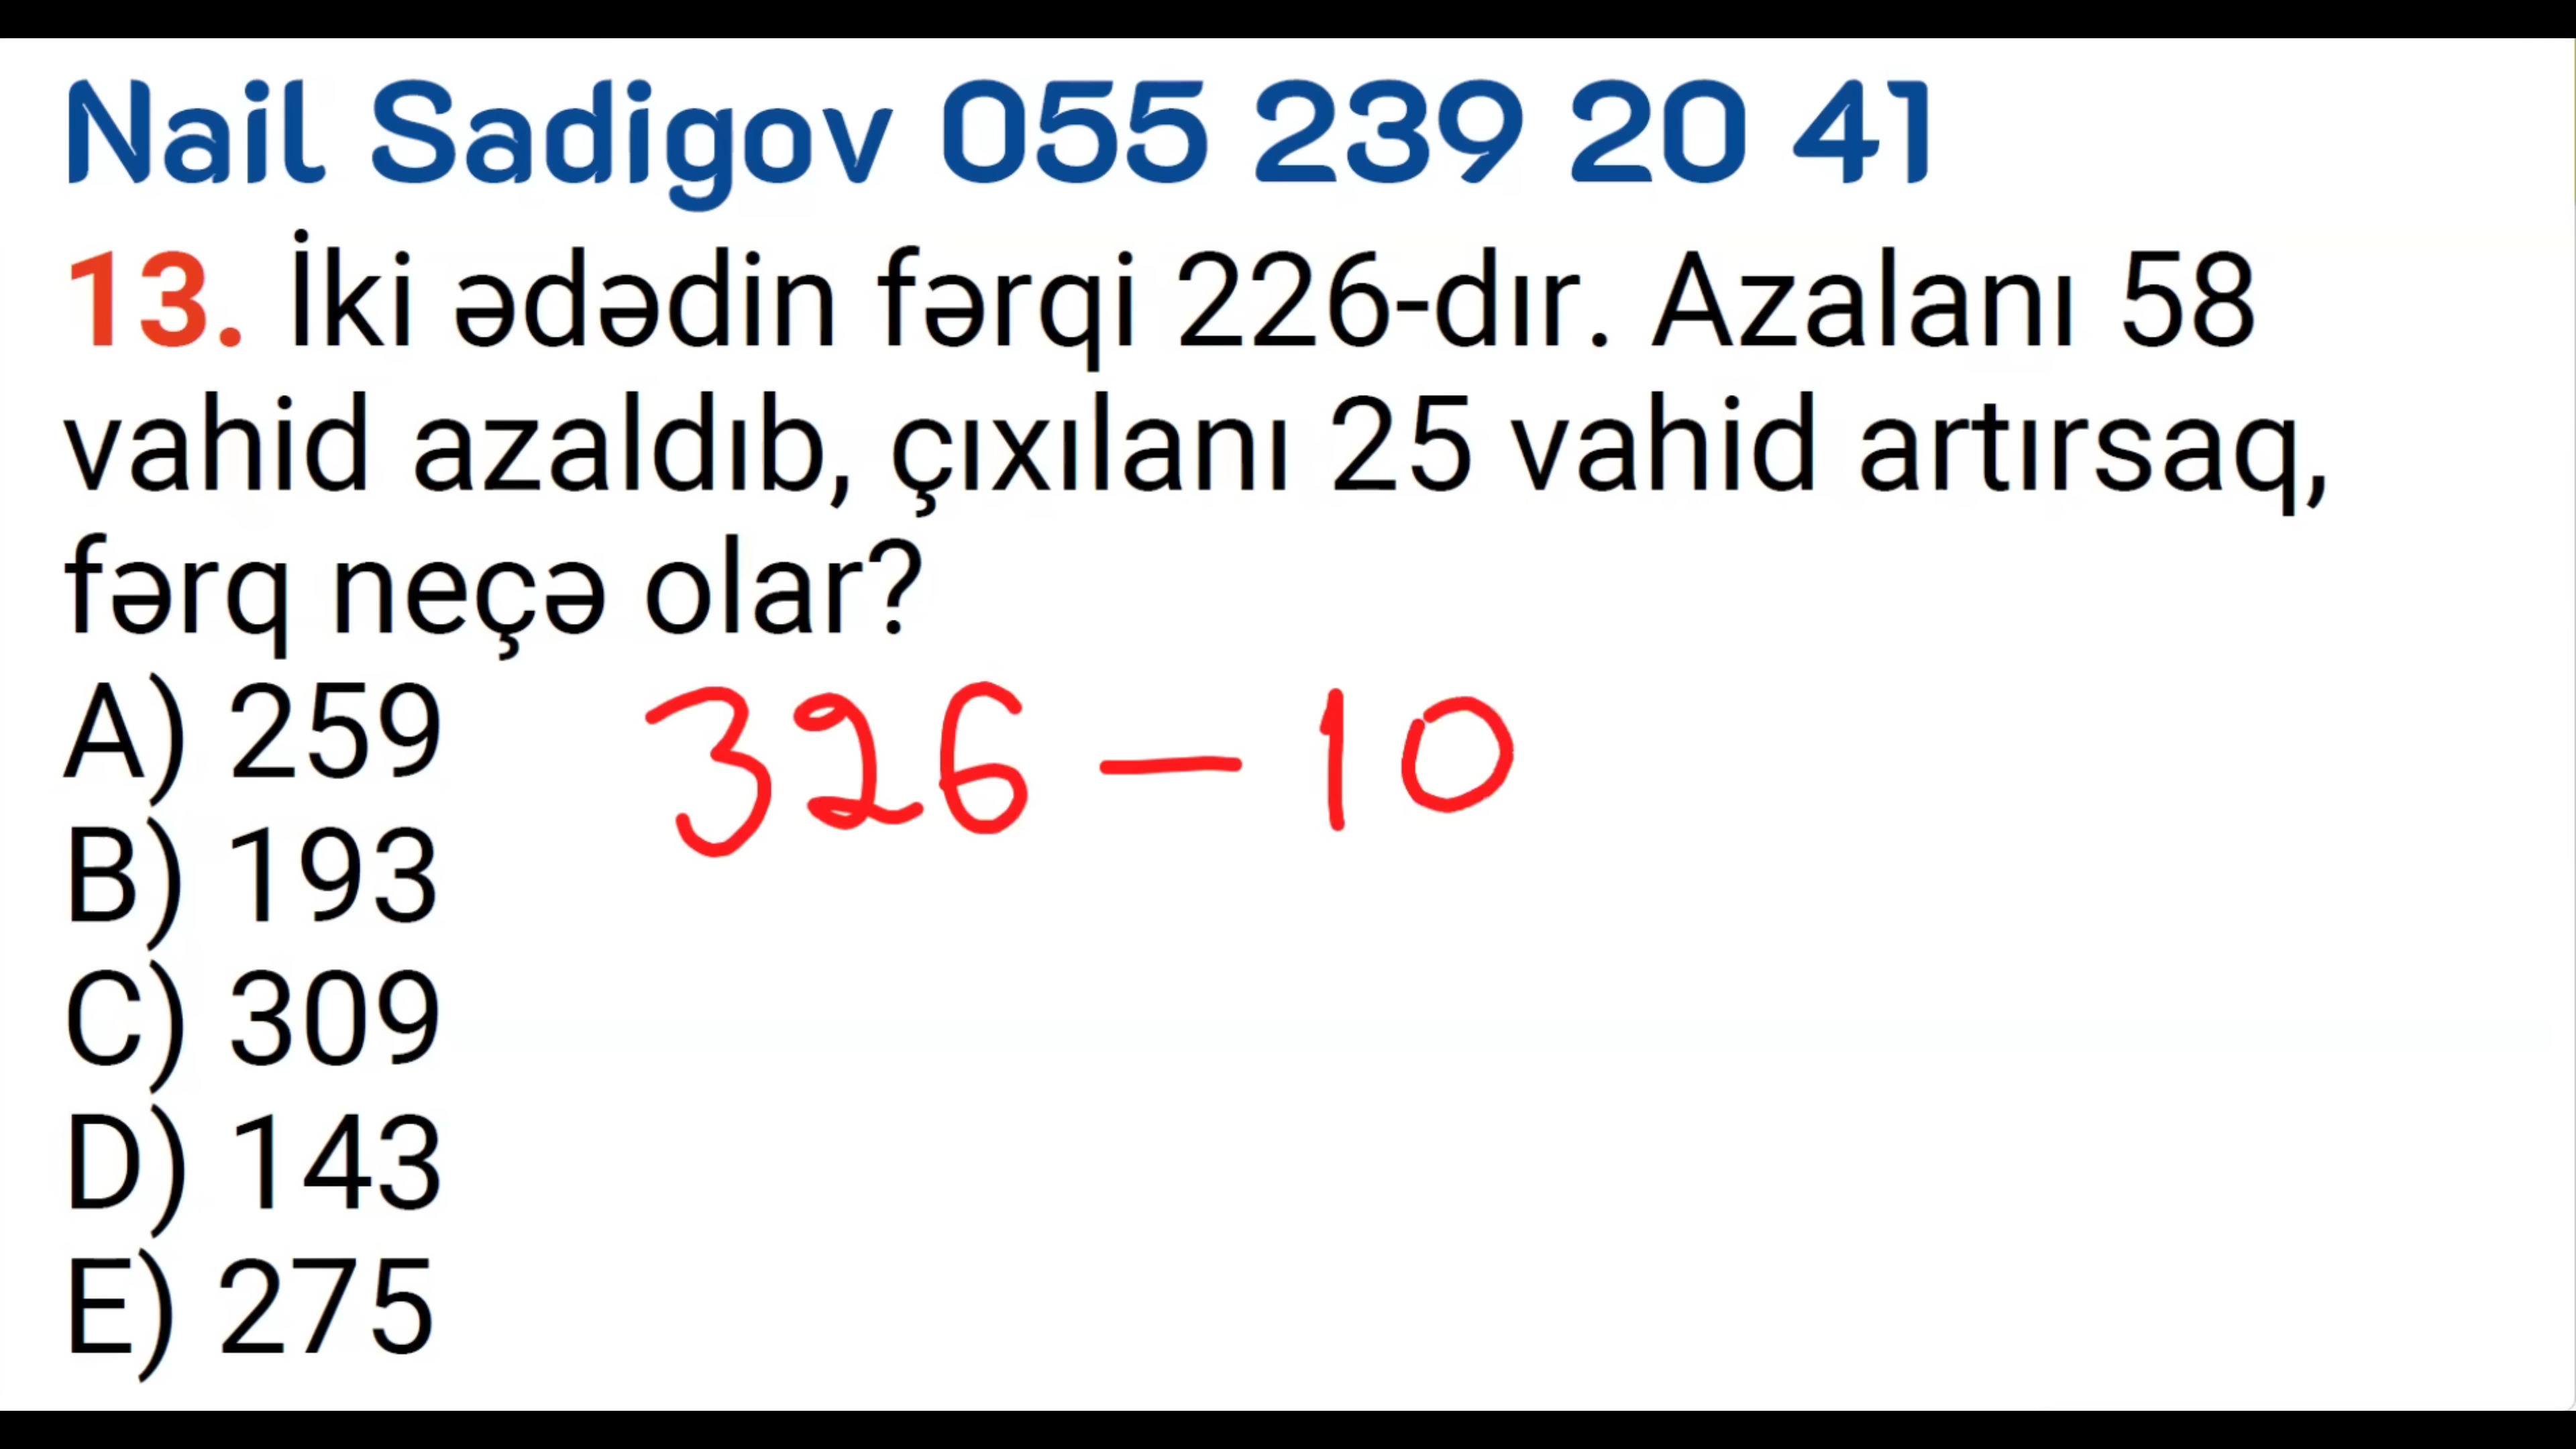 Nail Sadigov 055 239 20 41
13. İki ədədin fərqi 226-dır. Azalanı 58
vahid azaldıb, çıxılanı 25 vahid artırsaq,
fərq neçə olar?
A) 259
326 – 10
B) 193
C) 309
D) 143
E) 275